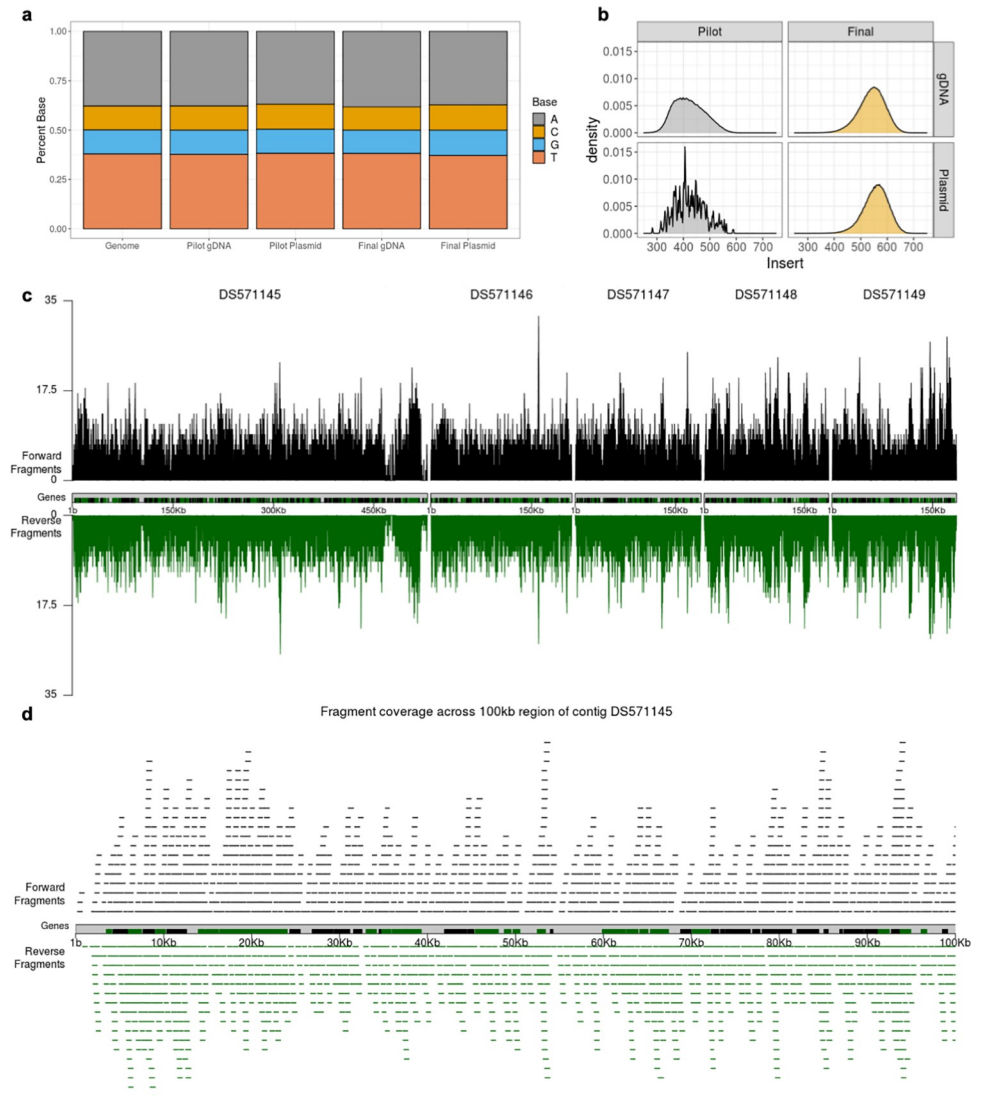 a
1.00
0.75
0.50
0.25
0.00
Percent Base
Genome
Pilot gDNA
Pilot Plasmid
Final gDNA
Final Plasmid
Base
A
C
G
T
b
Pilot
Final
0.015
0.010
0.005
0.000
gDNA
0.015
0.010
0.005
0.000
Plasmid
density
300 400 500 600 700
300 400 500 600 700
Insert
c
DS571145
DS571146
DS571147
DS571148
DS571149
35
17.5
Forward
Fragments
0
Genes
0
1b 150Kb 300Kb 450Kb 1b 150Kb 1b 150Kb 1b 150Kb 1b 150Kb
Reverse
Fragments
17.5
35
d
Fragment coverage across 100kb region of contig DS571145
Forward
Fragments
Genes
1b 10Kb 20Kb 30Kb 40Kb 50Kb 60Kb 70Kb 80Kb 90Kb 100Kb
Reverse
Fragments